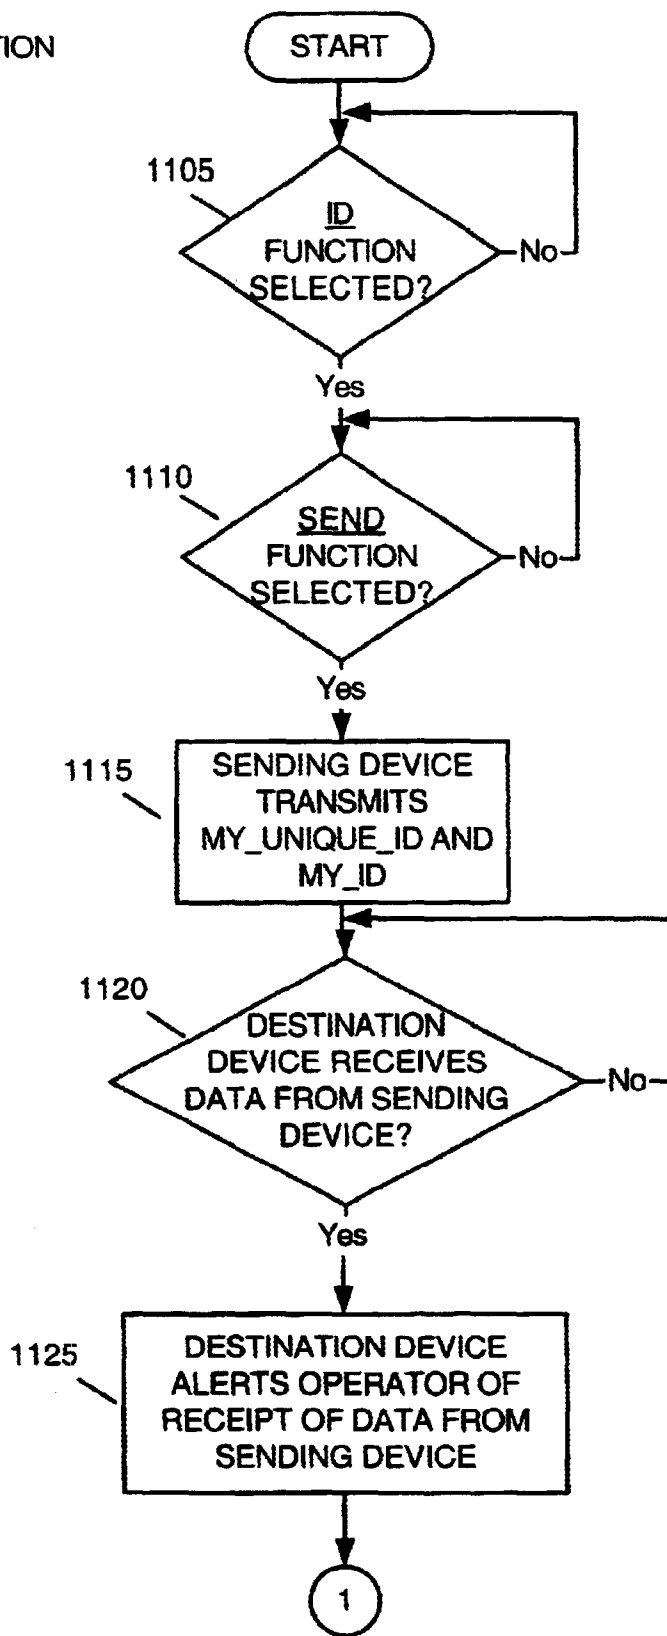 START
1105
ID
FUNCTION
SELECTED?
No
Yes
1110
SEND
FUNCTION
SELECTED?
No
Yes
1115
SENDING DEVICE
TRANSMITS
MY_UNIQUE_ID AND
MY_ID
1120
DESTINATION
DEVICE RECEIVES
DATA FROM SENDING
DEVICE?
No
Yes
1125
DESTINATION DEVICE
ALERTS OPERATOR OF
RECEIPT OF DATA FROM
SENDING DEVICE
1